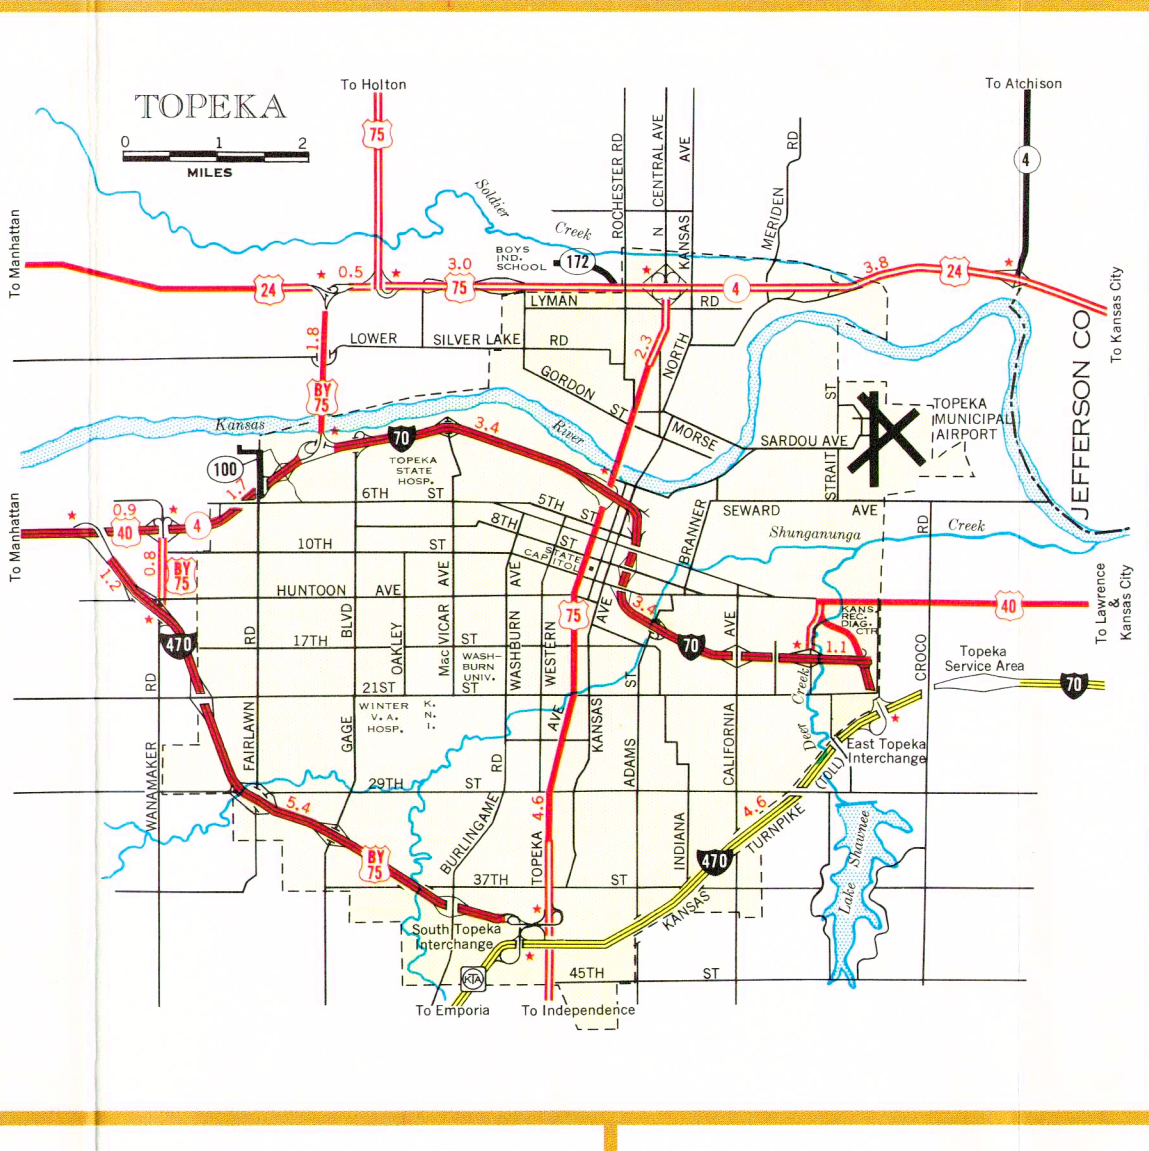 To Holton
To Atchison
TOPEKA
0 1 2
MILES
75
4
Soldier
Creek
ROCHESTER RD
N CENTRAL AVE
KANSAS AVE
MERIDEN RD
BOYS
IND.
SCHOOL
172
To Manhattan
24
0.5
3.0
75
4
3.8
24
To Kansas City
LYMAN RD
1.8
LOWER SILVER LAKE RD
2.3
NORTH
JEFFERSON CO
BY
75
GORDON ST
MORSE
SARDOU AVE
STRAIT ST
TOPEKA
MUNICIPAL
AIRPORT
Kansas
River
70
3.4
100
TOPEKA
STATE
HOSP.
1.7
6TH ST
5TH ST
8TH ST
SEWARD AVE
BRANNER
RD
Shunganunga Creek
To Manhattan
0.9
40
4
0.8
BY
75
1.2
10TH ST
STATE
CAPITOL
HUNTOON AVE
3.4
75
AVE
40
To Lawrence
&
Kansas City
KANS.
REC.
DIAG.
CTR
1.1
470
17TH ST
RD
BLVD
OAKLEY
MacVICAR AVE
WASHBURN AVE
WESTERN
WASH-
BURN
UNIV.
70
AVE
CROCO
Topeka
Service Area
70
21ST ST
RD
WINTER
V. A.
HOSP.
K.
N.
I.
AVE
KANSAS
ST
ADAMS
CALIFORNIA
Deer Creek
East Topeka
Interchange
(TOLL)
WANAMAKER
FAIRLAWN
GAGE
29TH ST
5.4
BURLINGAME RD
4.6
TOPEKA
4.6
TURNPIKE
INDIANA
470
KANSAS
Lake Shawnee
BY
75
37TH ST
South Topeka
Interchange
KTA
45TH ST
To Emporia
To Independence